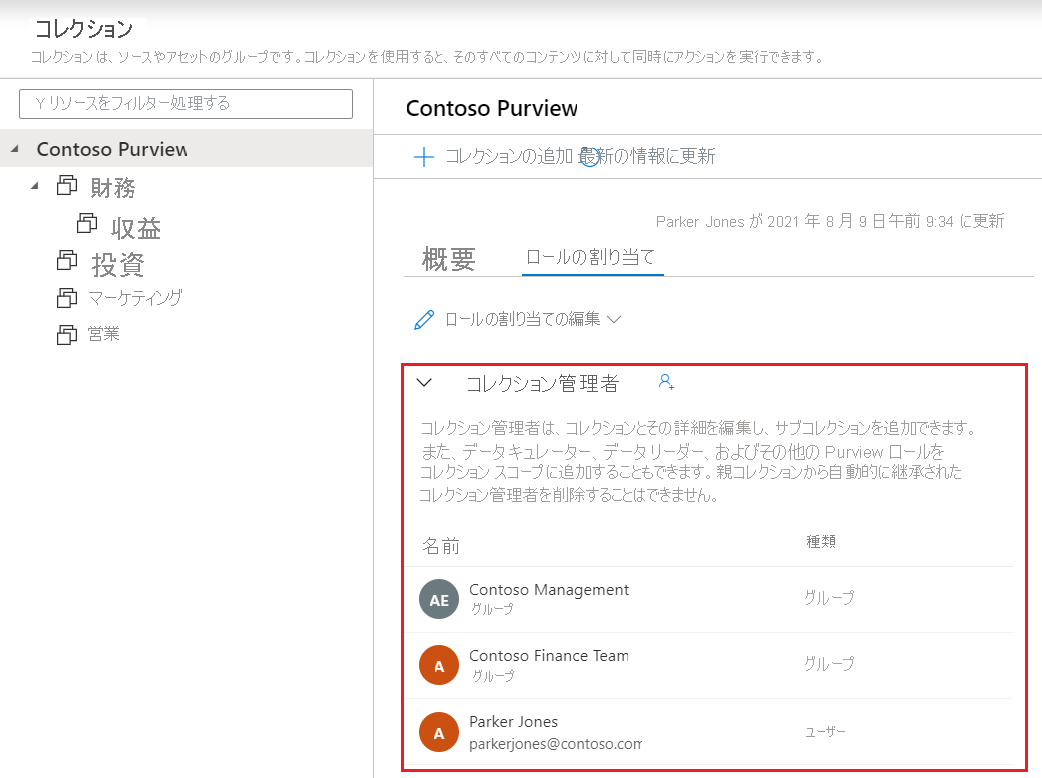 コレクション
コレクションは、ソースやアセットのグループです。コレクションを使用すると、そのすべてのコンテンツに対して同時にアクションを実行できます。
Y リソースをフィルター処理する
Contoso Purview
財務
収益
投資
マーケティング
営業
Contoso Purview
コレクションの追加 最新の情報に更新
Parker Jones が 2021 年 8 月 9 日午前 9:34 に更新
概要 ロールの割り当て
ロールの割り当ての編集
コレクション管理者
コレクション管理者は、コレクションとその詳細を編集し、サブコレクションを追加できます。
また、データキュレーター、データリーダー、およびその他の Purview ロールを
コレクション スコープに追加することもできます。親コレクションから自動的に継承された
コレクション管理者を削除することはできません。
名前 種類
AE Contoso Management グループ
グループ
A Contoso Finance Team グループ
グループ
A Parker Jones ユーザー
parkerjones@contoso.com